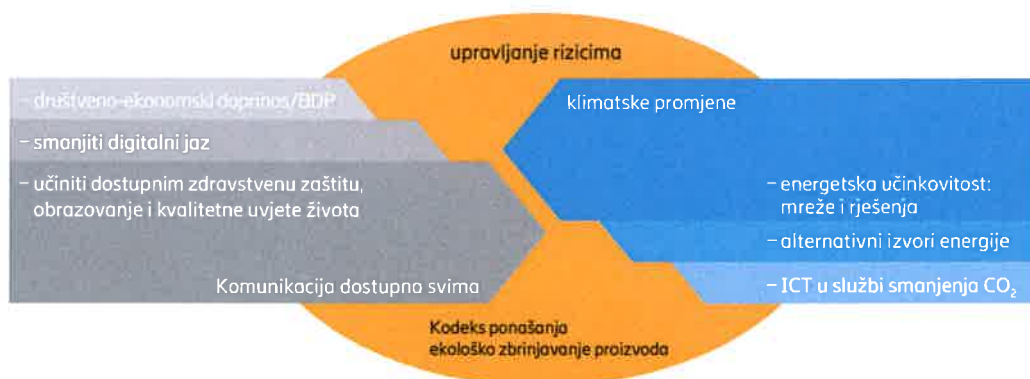 upravljanje rizicima
– društveno-ekonomski doprinos/BDP
– smanjiti digitalni jaz
– učiniti dostupnim zdravstvenu zaštitu,
obrazovanje i kvalitetne uvjete života
Komunikacija dostupna svima
klimatske promjene
– energetska učinkovitost:
mreže i rješenja
– alternativni izvori energije
– ICT u službi smanjenja CO₂
Kodeks ponašanja
ekološko zbrinjavanje proizvoda